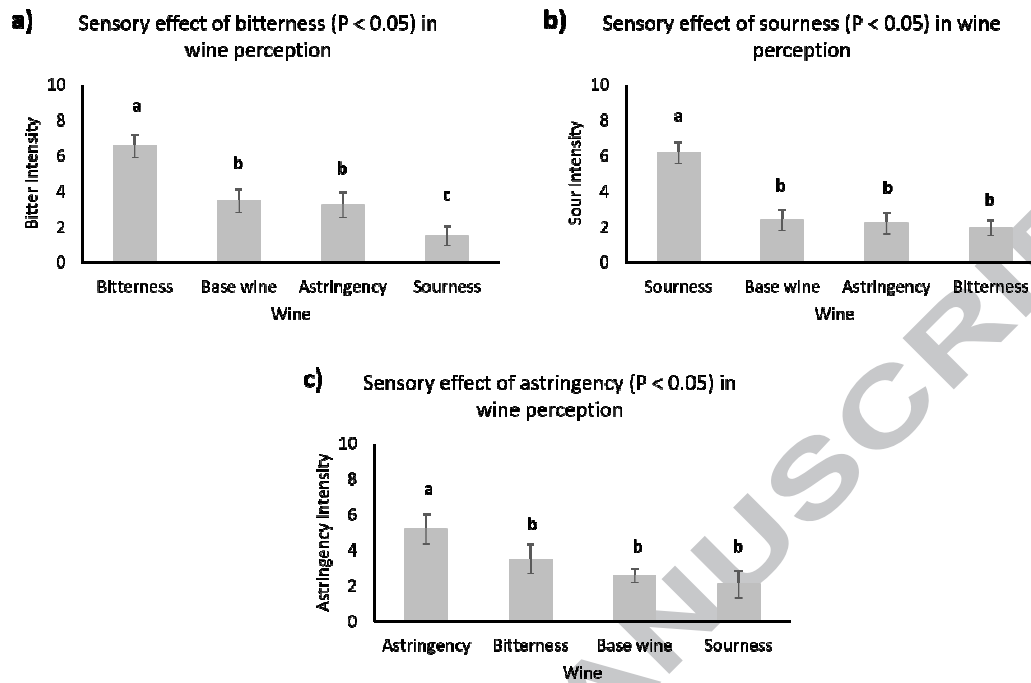 a)
Sensory effect of bitterness (P < 0.05) in
wine perception
10
8
6
4
2
0
Bitter Intensity
a
b
b
c
Bitterness Base wine Astringency Sourness
Wine
b)
Sensory effect of sourness (P < 0.05) in wine
perception
10
8
6
4
2
0
Sour Intensity
a
b
b
b
Sourness Base wine Astringency Bitterness
Wine
c)
Sensory effect of astringency (P < 0.05) in
wine perception
10
8
6
4
2
0
Astringency Intensity
a
b
b
b
Astringency Bitterness Base wine Sourness
Wine
ANUSCRI